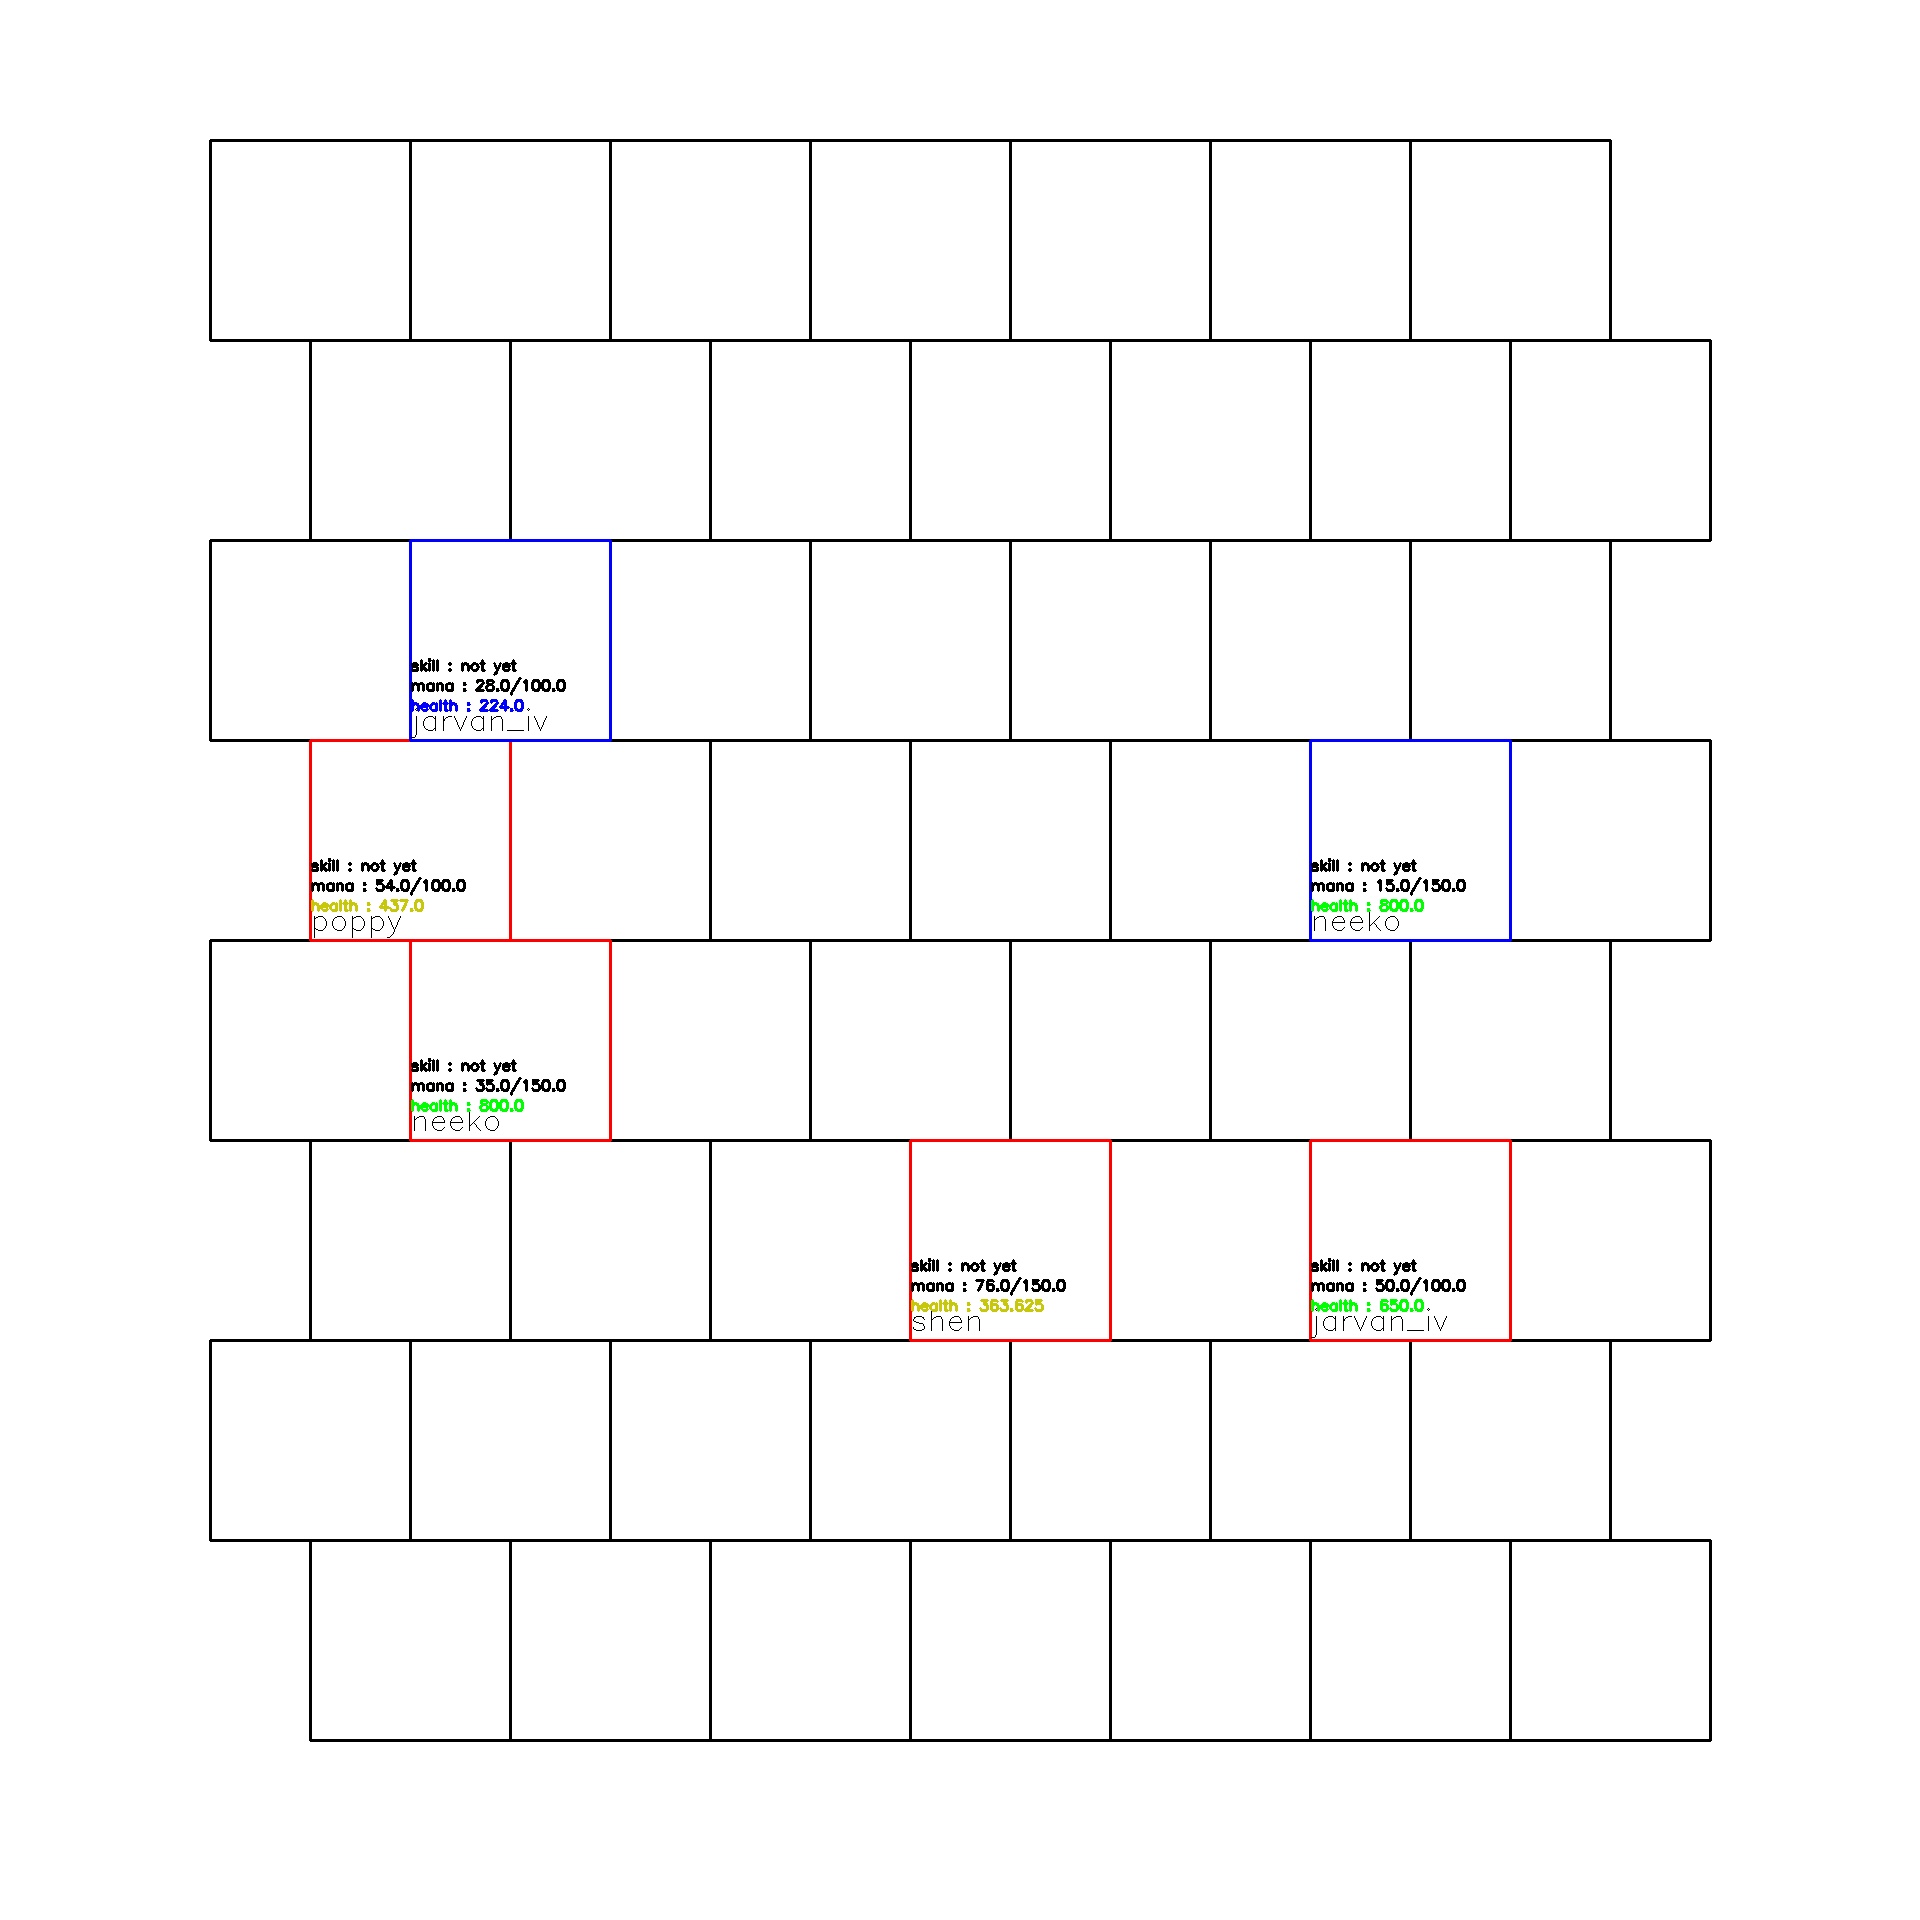 skill : not yet
mana : 28.0/100.0
health : 224.0
jarvan_iv
skill : not yet
mana : 54.0/100.0
health : 437.0
poppy
skill : not yet
mana : 15.0/150.0
health : 800.0
neeko
skill : not yet
mana : 35.0/150.0
health : 800.0
neeko
skill : not yet
mana : 76.0/150.0
health : 363.625
shen
skill : not yet
mana : 50.0/100.0
health : 650.0
jarvan_iv